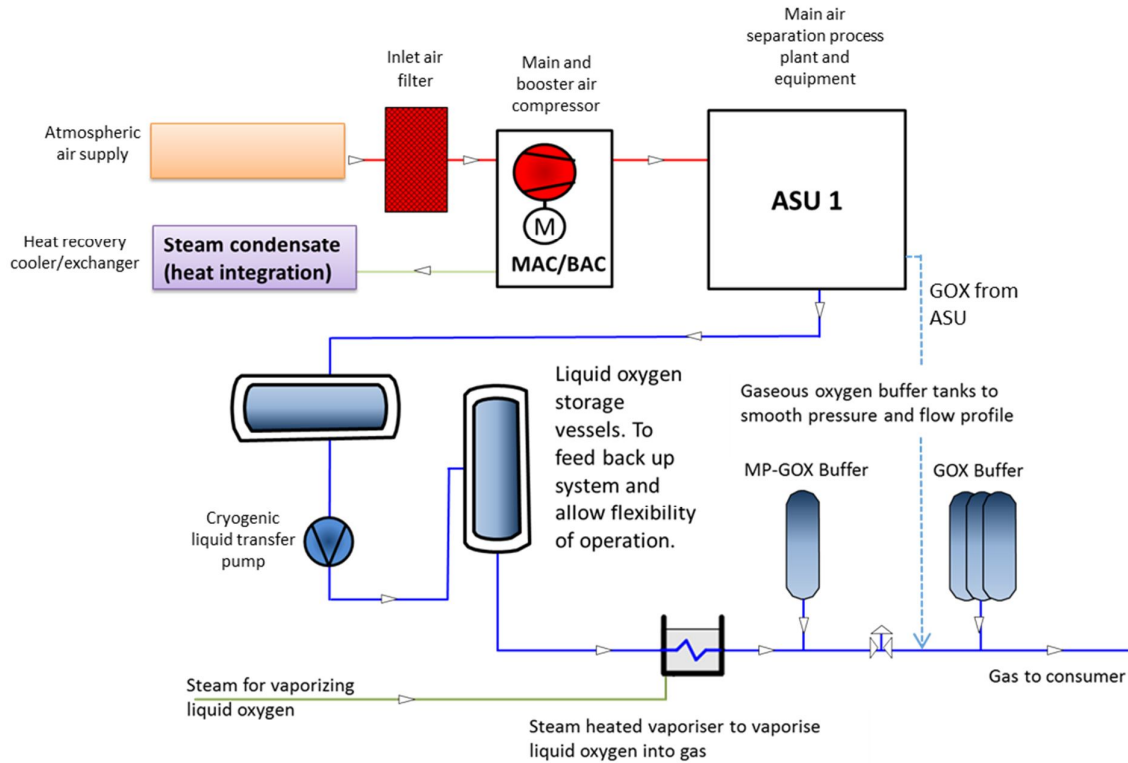 Main air
separation process
plant and
equipment
Inlet air
filter
Main and
booster air
compressor
Atmospheric
air supply
ASU 1
M
MAC/BAC
Heat recovery
cooler/exchanger
Steam condensate
(heat integration)
GOX from
ASU
Liquid oxygen
storage
vessels. To
feed back up
system and
allow flexibility
of operation.
Gaseous oxygen buffer tanks to
smooth pressure and flow profile
MP-GOX Buffer
GOX Buffer
Cryogenic
liquid transfer
pump
Gas to consumer
Steam for vaporizing
liquid oxygen
Steam heated vaporiser to vaporise
liquid oxygen into gas